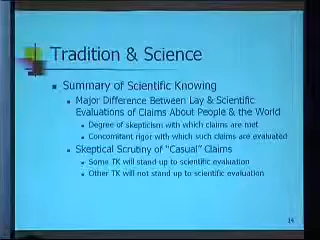 Tradition & Science
Summary of Scientific Knowing
Major Difference Between Lay & Scientific
Evaluations of Claims About People & the World
Degree of skepticism with which claims are met
Concomitant rigor with which such claims are evaluated
Skeptical Scrutiny of "Casual" Claims
Some TK will stand up to scientific evaluation
Other TK will not stand up to scientific evaluation
14